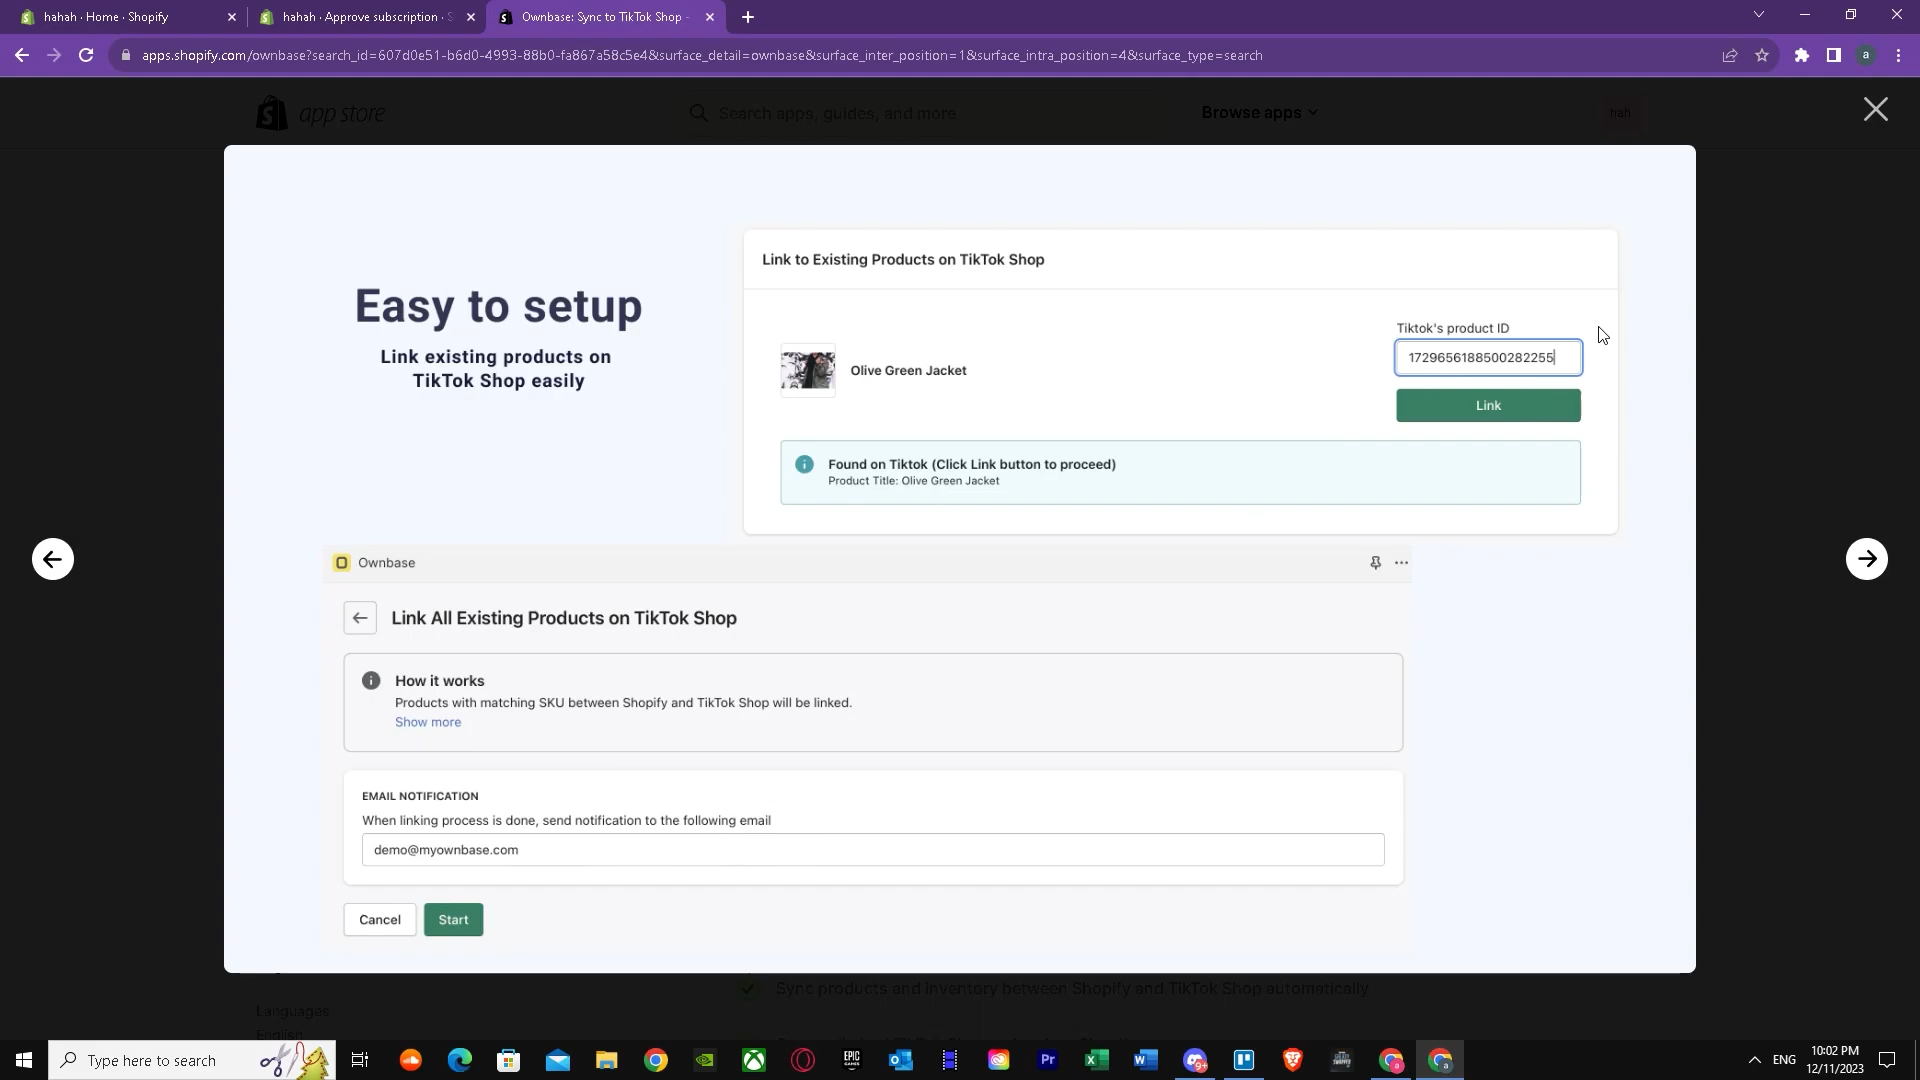 hahah · Home · Shopify
hahah · Approve subscription · S
Ownbase: Sync to TikTok Shop -
apps.shopify.com/ownbase?search_id=607d0e51-b6d0-4993-88b0-fa867a58c5e4&surface_detail=ownbase&surface_inter_position=1&surface_intra_position=4&surface_type=search
a
app store
Search apps, guides, and more
Browse apps
hah
Easy to setup
Link existing products on
TikTok Shop easily
Link to Existing Products on TikTok Shop
Tiktok's product ID
1729656188500282255
Olive Green Jacket
Link
Found on Tiktok (Click Link button to proceed)
Product Title: Olive Green Jacket
Ownbase
Link All Existing Products on TikTok Shop
How it works
Products with matching SKU between Shopify and TikTok Shop will be linked.
Show more
EMAIL NOTIFICATION
When linking process is done, send notification to the following email
demo@myownbase.com
Cancel
Start
Sync products and Inventory between Shopify and TikTok Shop automatically
Languages
English
Type here to search
EPIC GAMES
Pr
9+
a
a
ENG
10:02 PM
12/11/2023